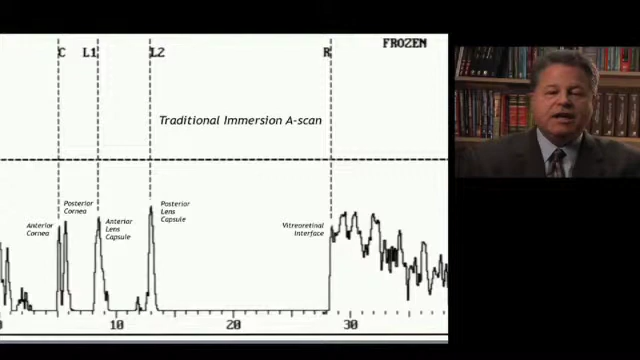 C L1 L2 R FROZEN
Traditional Immersion A-scan
Anterior
Cornea
Posterior
Cornea
Anterior
Lens
Capsule
Posterior
Lens
Capsule
Vitreoretinal
Interface
0 10 20 30